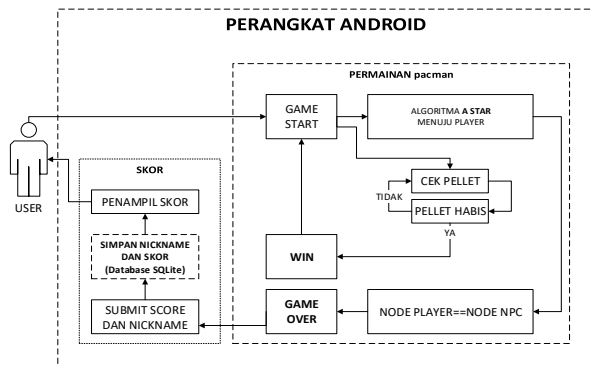 PERANGKAT ANDROID
PERMAINAN pacman
GAME
START
ALGORITMA A STAR
MENUJU PLAYER
USER
SKOR
CEK PELLET
TIDAK
PELLET HABIS
YA
PENAMPIL SKOR
SIMPAN NICKNAME
DAN SKOR
(Database SQLite)
WIN
SUBMIT SCORE
DAN NICKNAME
GAME
OVER
NODE PLAYER==NODE NPC